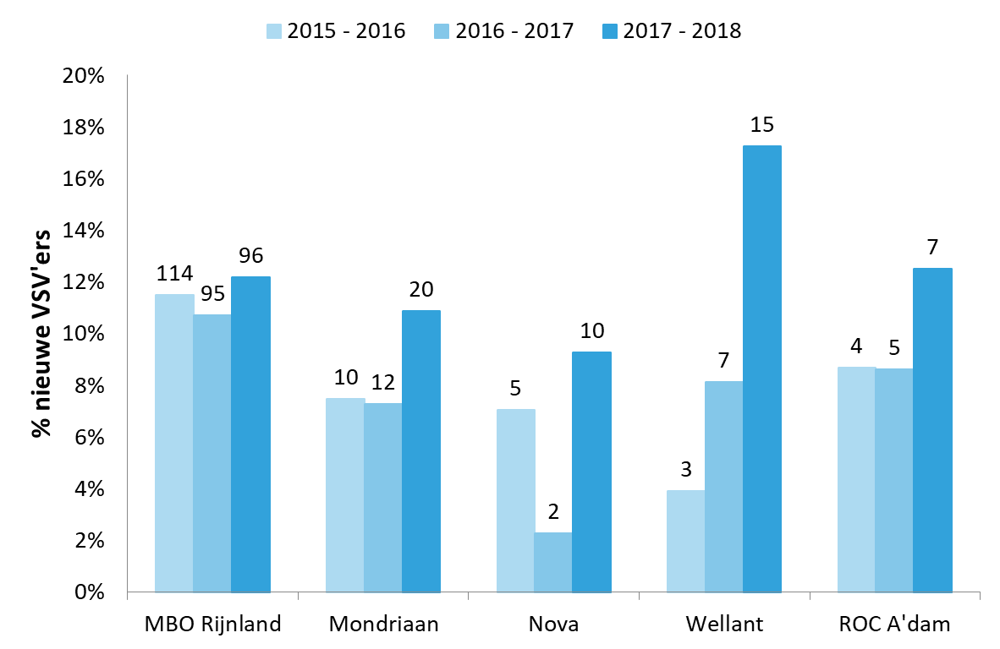 2015 - 2016 2016 - 2017 2017 - 2018
% nieuwe VSV'ers
20%
18%
16%
14%
12%
10%
8%
6%
4%
2%
0%
114 95 96
10 12 20
5 2 10
3 7 15
4 5 7
MBO Rijnland Mondriaan Nova Wellant ROC A'dam